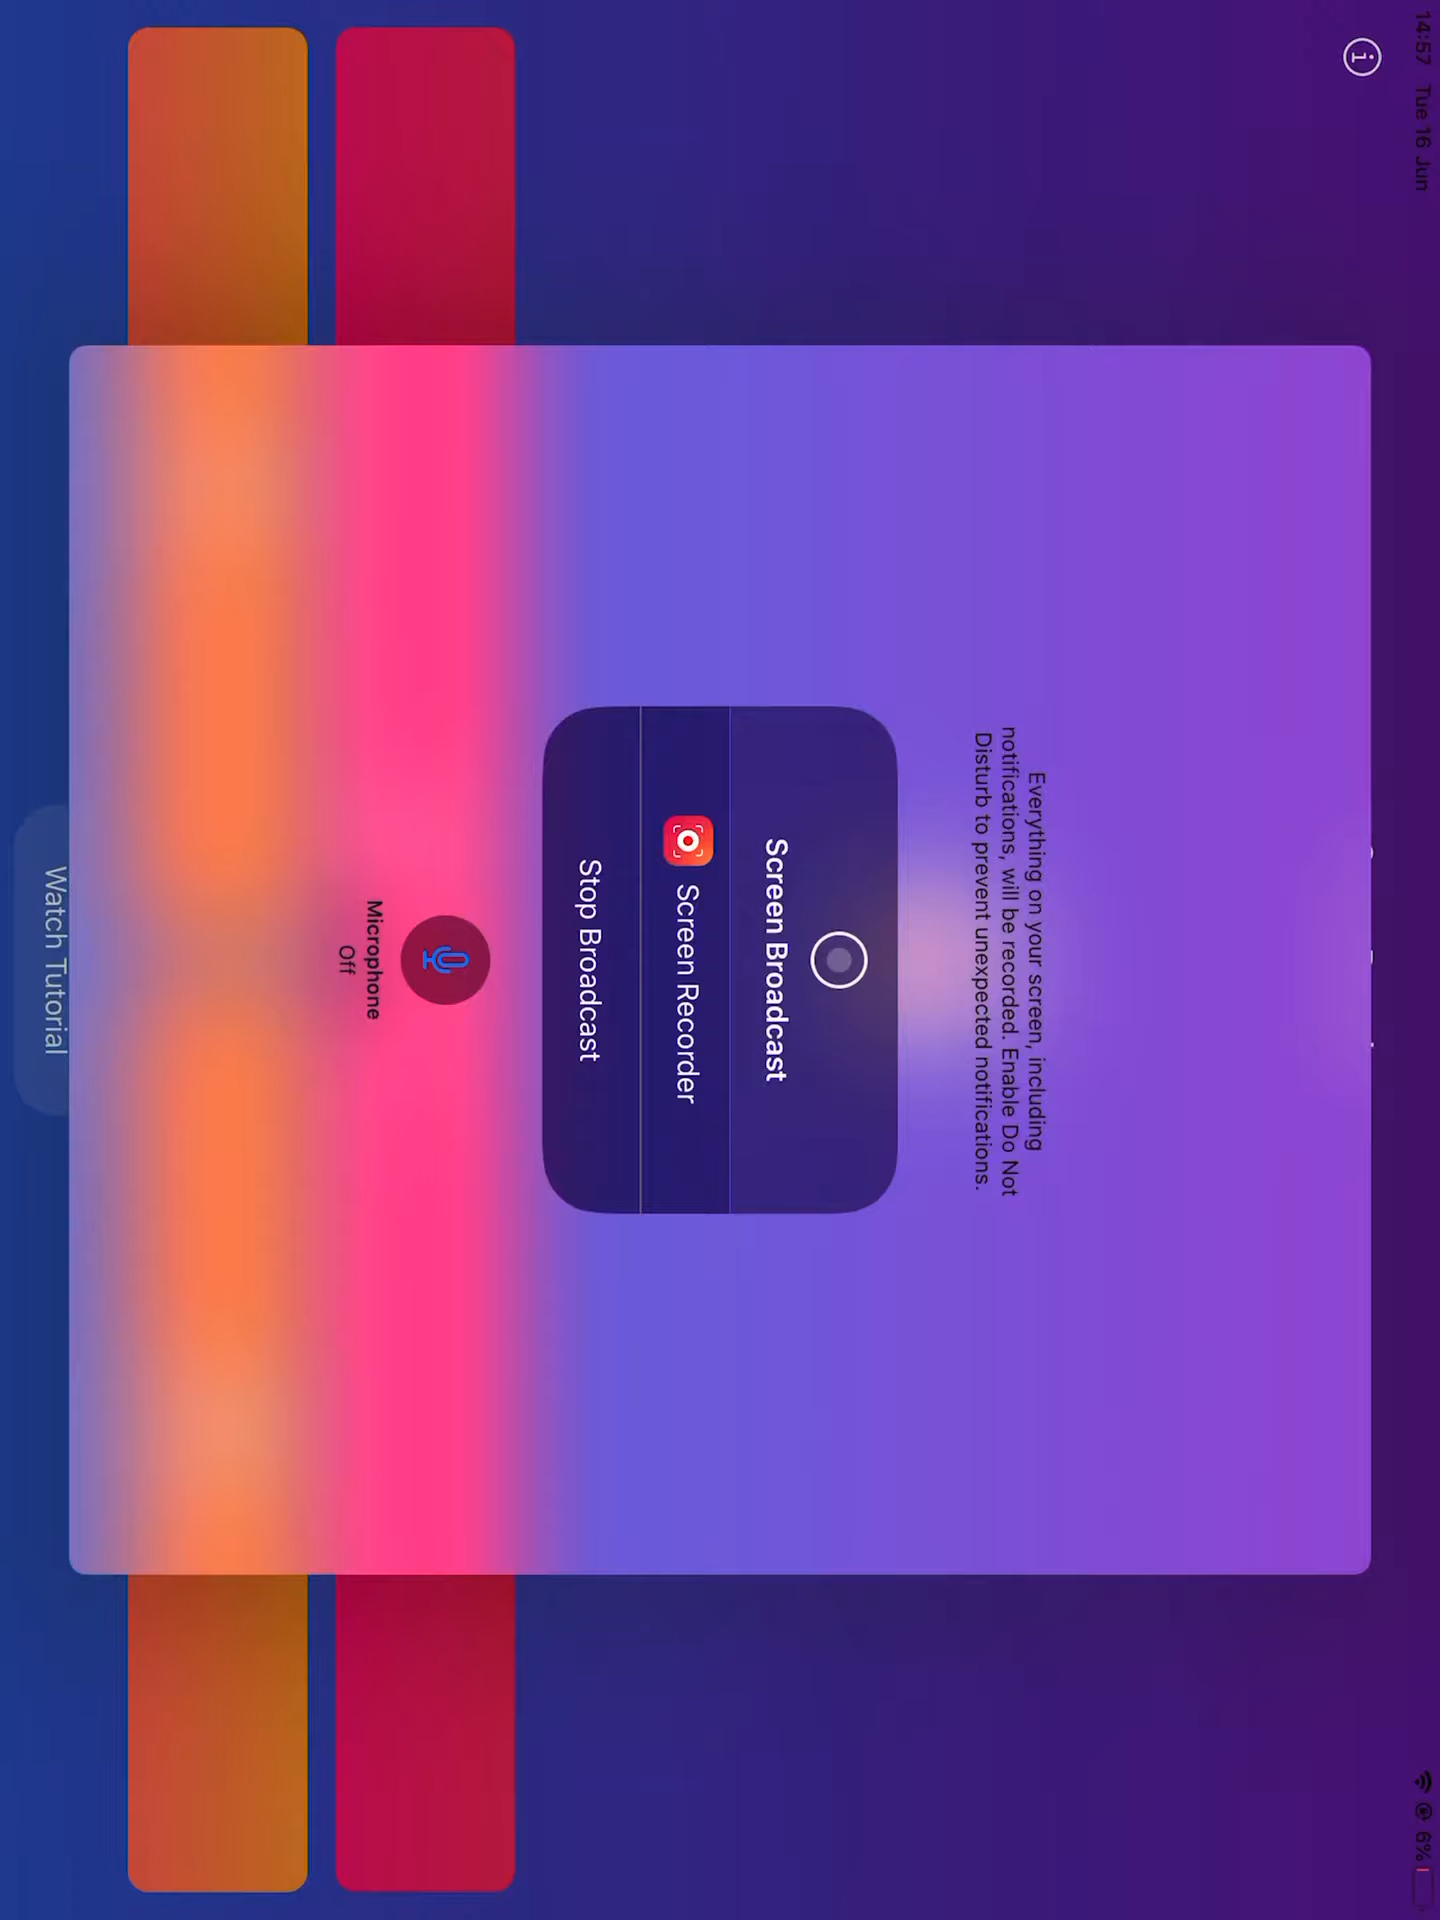 14:57 Tue 16 Jun
6%
Everything on your screen, including
notifications, will be recorded. Enable Do Not
Disturb to prevent unexpected notifications.
Screen Broadcast
Screen Recorder
Stop Broadcast
Microphone
Off
Watch Tutorial